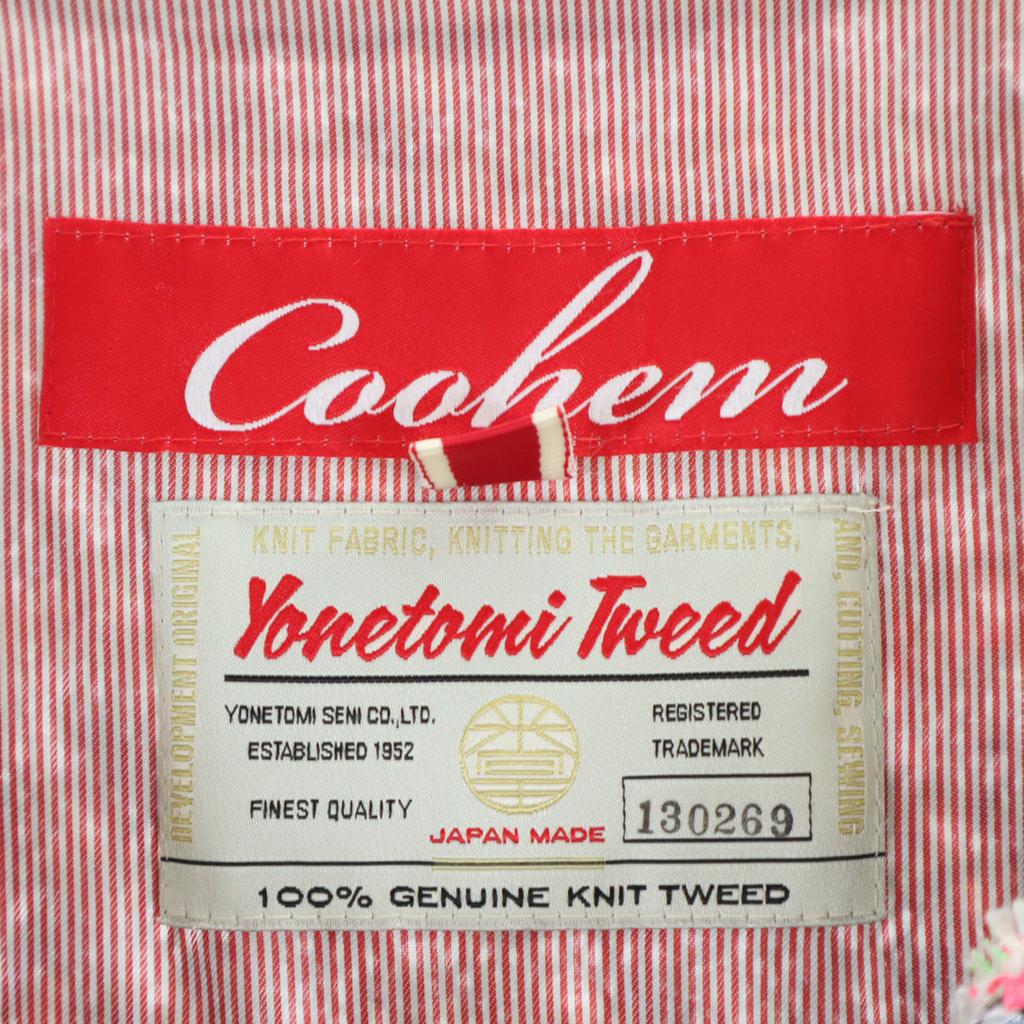 Coohem
KNIT FABRIC, KNITTING THE GARMENTS,
AND, CUTTING, SEWING
DEVELOPMENT ORIGINAL
Yonetomi Tweed
YONETOMI SENI CO.,LTD.
ESTABLISHED 1952
FINEST QUALITY
JAPAN MADE
REGISTERED
TRADEMARK
130269
100% GENUINE KNIT TWEED